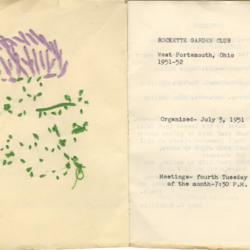 ROCKETTE GARDEN CLUB
West Portsmouth, Ohio
1951-52
Organized- July 3, 1951
Meetings- fourth Tuesday
of the month-7:30 P.M.